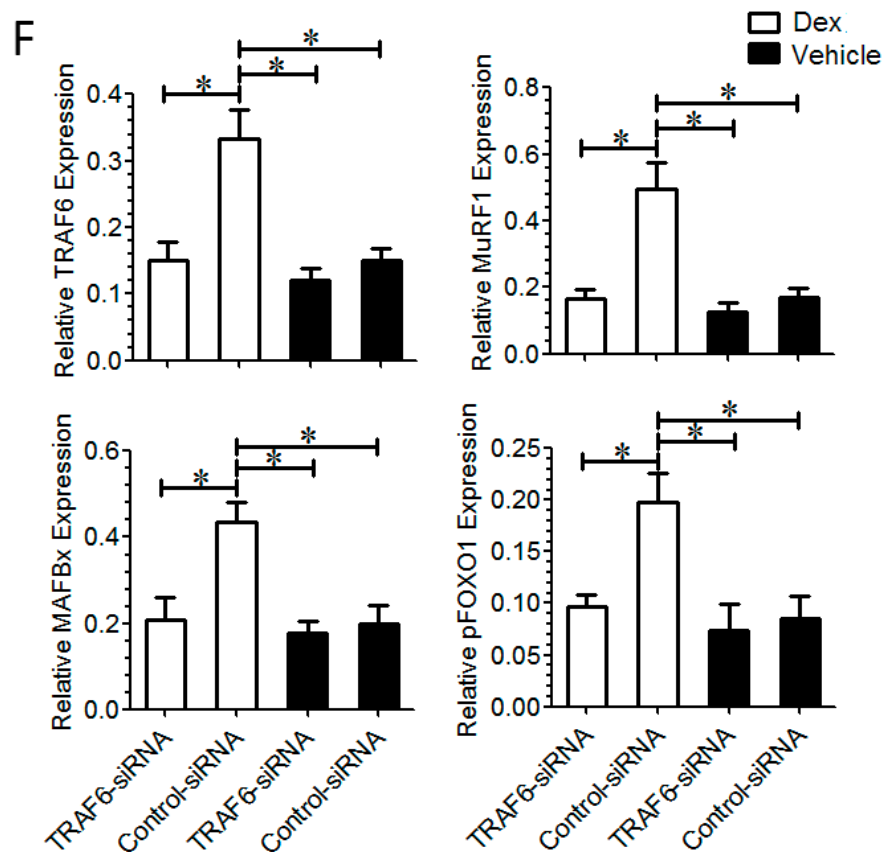 F
Dex
Vehicle
Relative TRAF6 Expression
0.4
0.3
0.2
0.1
0.0
*
*
*
Relative MuRF1 Expression
0.8
0.6
0.4
0.2
0.0
*
*
*
Relative MAFBx Expression
0.6
0.4
0.2
0.0
*
*
*
TRAF6-siRNA
Control-siRNA
TRAF6-siRNA
Control-siRNA
Relative pFOXO1 Expression
0.25
0.20
0.15
0.10
0.05
0.00
*
*
*
TRAF6-siRNA
Control-siRNA
TRAF6-siRNA
Control-siRNA